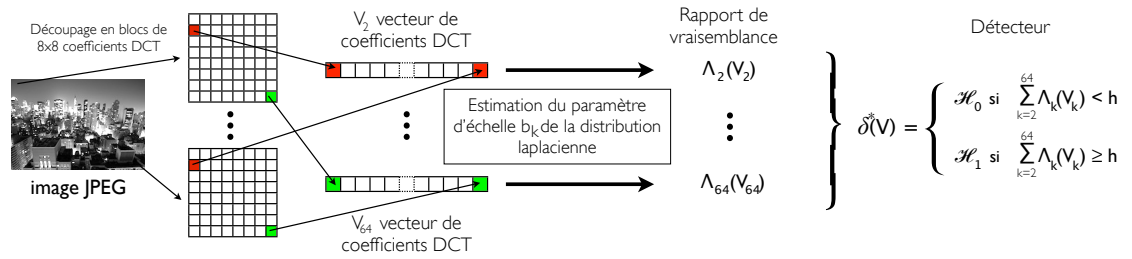 Découpage en blocs de
8x8 coefficients DCT
image JPEG
V2 vecteur de
coefficients DCT
Estimation du paramètre
d'échelle bk de la distribution
laplacienne
V64 vecteur de
coefficients DCT
Rapport de
vraisemblance
Λ2(V2)
Λ64(V64)
Détecteur
δ*(V) =
ℋ0 si 64∑k=2 Λk(Vk) < h
ℋ1 si 64∑k=2 Λk(Vk) ≥ h